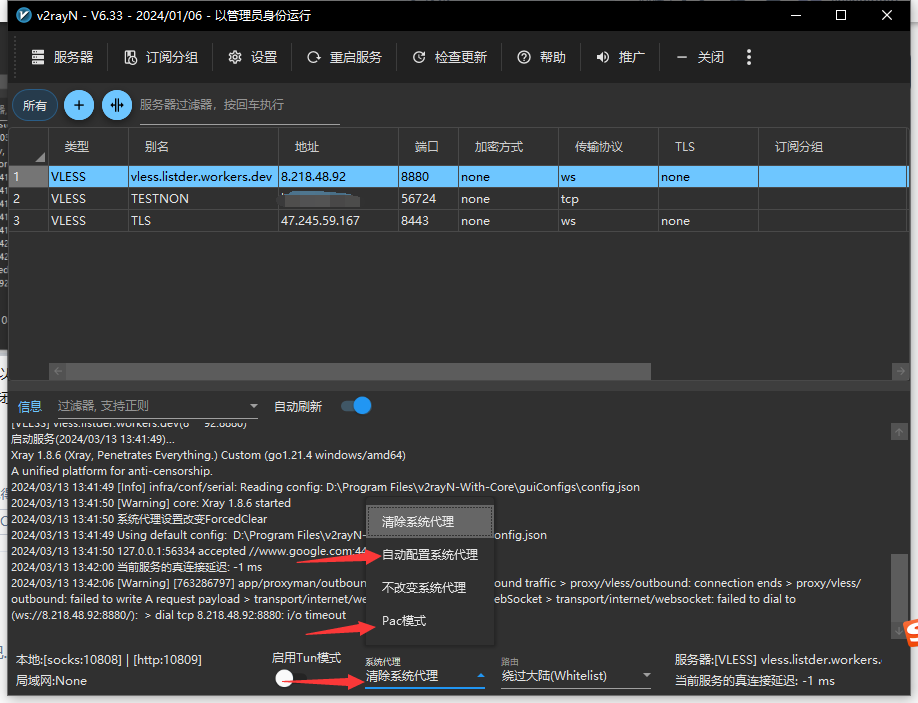 v2rayN - V6.33 - 2024/01/06 - 以管理员身份运行
服务器 订阅分组 设置 重启服务 检查更新 帮助 推广 关闭
所有 服务器过滤器，按回车执行
类型 别名 地址 端口 加密方式 传输协议 TLS 订阅分组
1 VLESS vless.listder.workers.dev 8.218.48.92 8880 none ws none
2 VLESS TESTNON 56724 none tcp
3 VLESS TLS 47.245.59.167 8443 none ws none
信息 过滤器, 支持正则 自动刷新
[VLESS] vless.listder.workers.dev(8 92:8880)
启动服务(2024/03/13 13:41:49)...
Xray 1.8.6 (Xray, Penetrates Everything.) Custom (go1.21.4 windows/amd64)
A unified platform for anti-censorship.
2024/03/13 13:41:49 [Info] infra/conf/serial: Reading config: D:\Program Files\v2rayN-With-Core\guiConfigs\config.json
2024/03/13 13:41:50 [Warning] core: Xray 1.8.6 started
2024/03/13 13:41:50 系统代理设置改变ForcedClear
2024/03/13 13:41:49 Using default config: D:\Program Files\v2rayN- onfig.json
2024/03/13 13:41:50 127.0.0.1:56334 accepted //www.google.com:44
2024/03/13 13:42:00 当前服务的真连接延迟: -1 ms
2024/03/13 13:42:06 [Warning] [763286797] app/proxyman/outboun ound traffic > proxy/vless/outbound: connection ends > proxy/vless/
outbound: failed to write A request payload > transport/internet/we ebSocket > transport/internet/websocket: failed to dial to
(ws://8.218.48.92:8880/): > dial tcp 8.218.48.92:8880: i/o timeout
清除系统代理
自动配置系统代理
不改变系统代理
Pac模式
本地:[socks:10808] | [http:10809]
局域网:None
启用Tun模式
系统代理
清除系统代理
路由
绕过大陆(Whitelist)
服务器:[VLESS] vless.listder.workers.
当前服务的真连接延迟: -1 ms